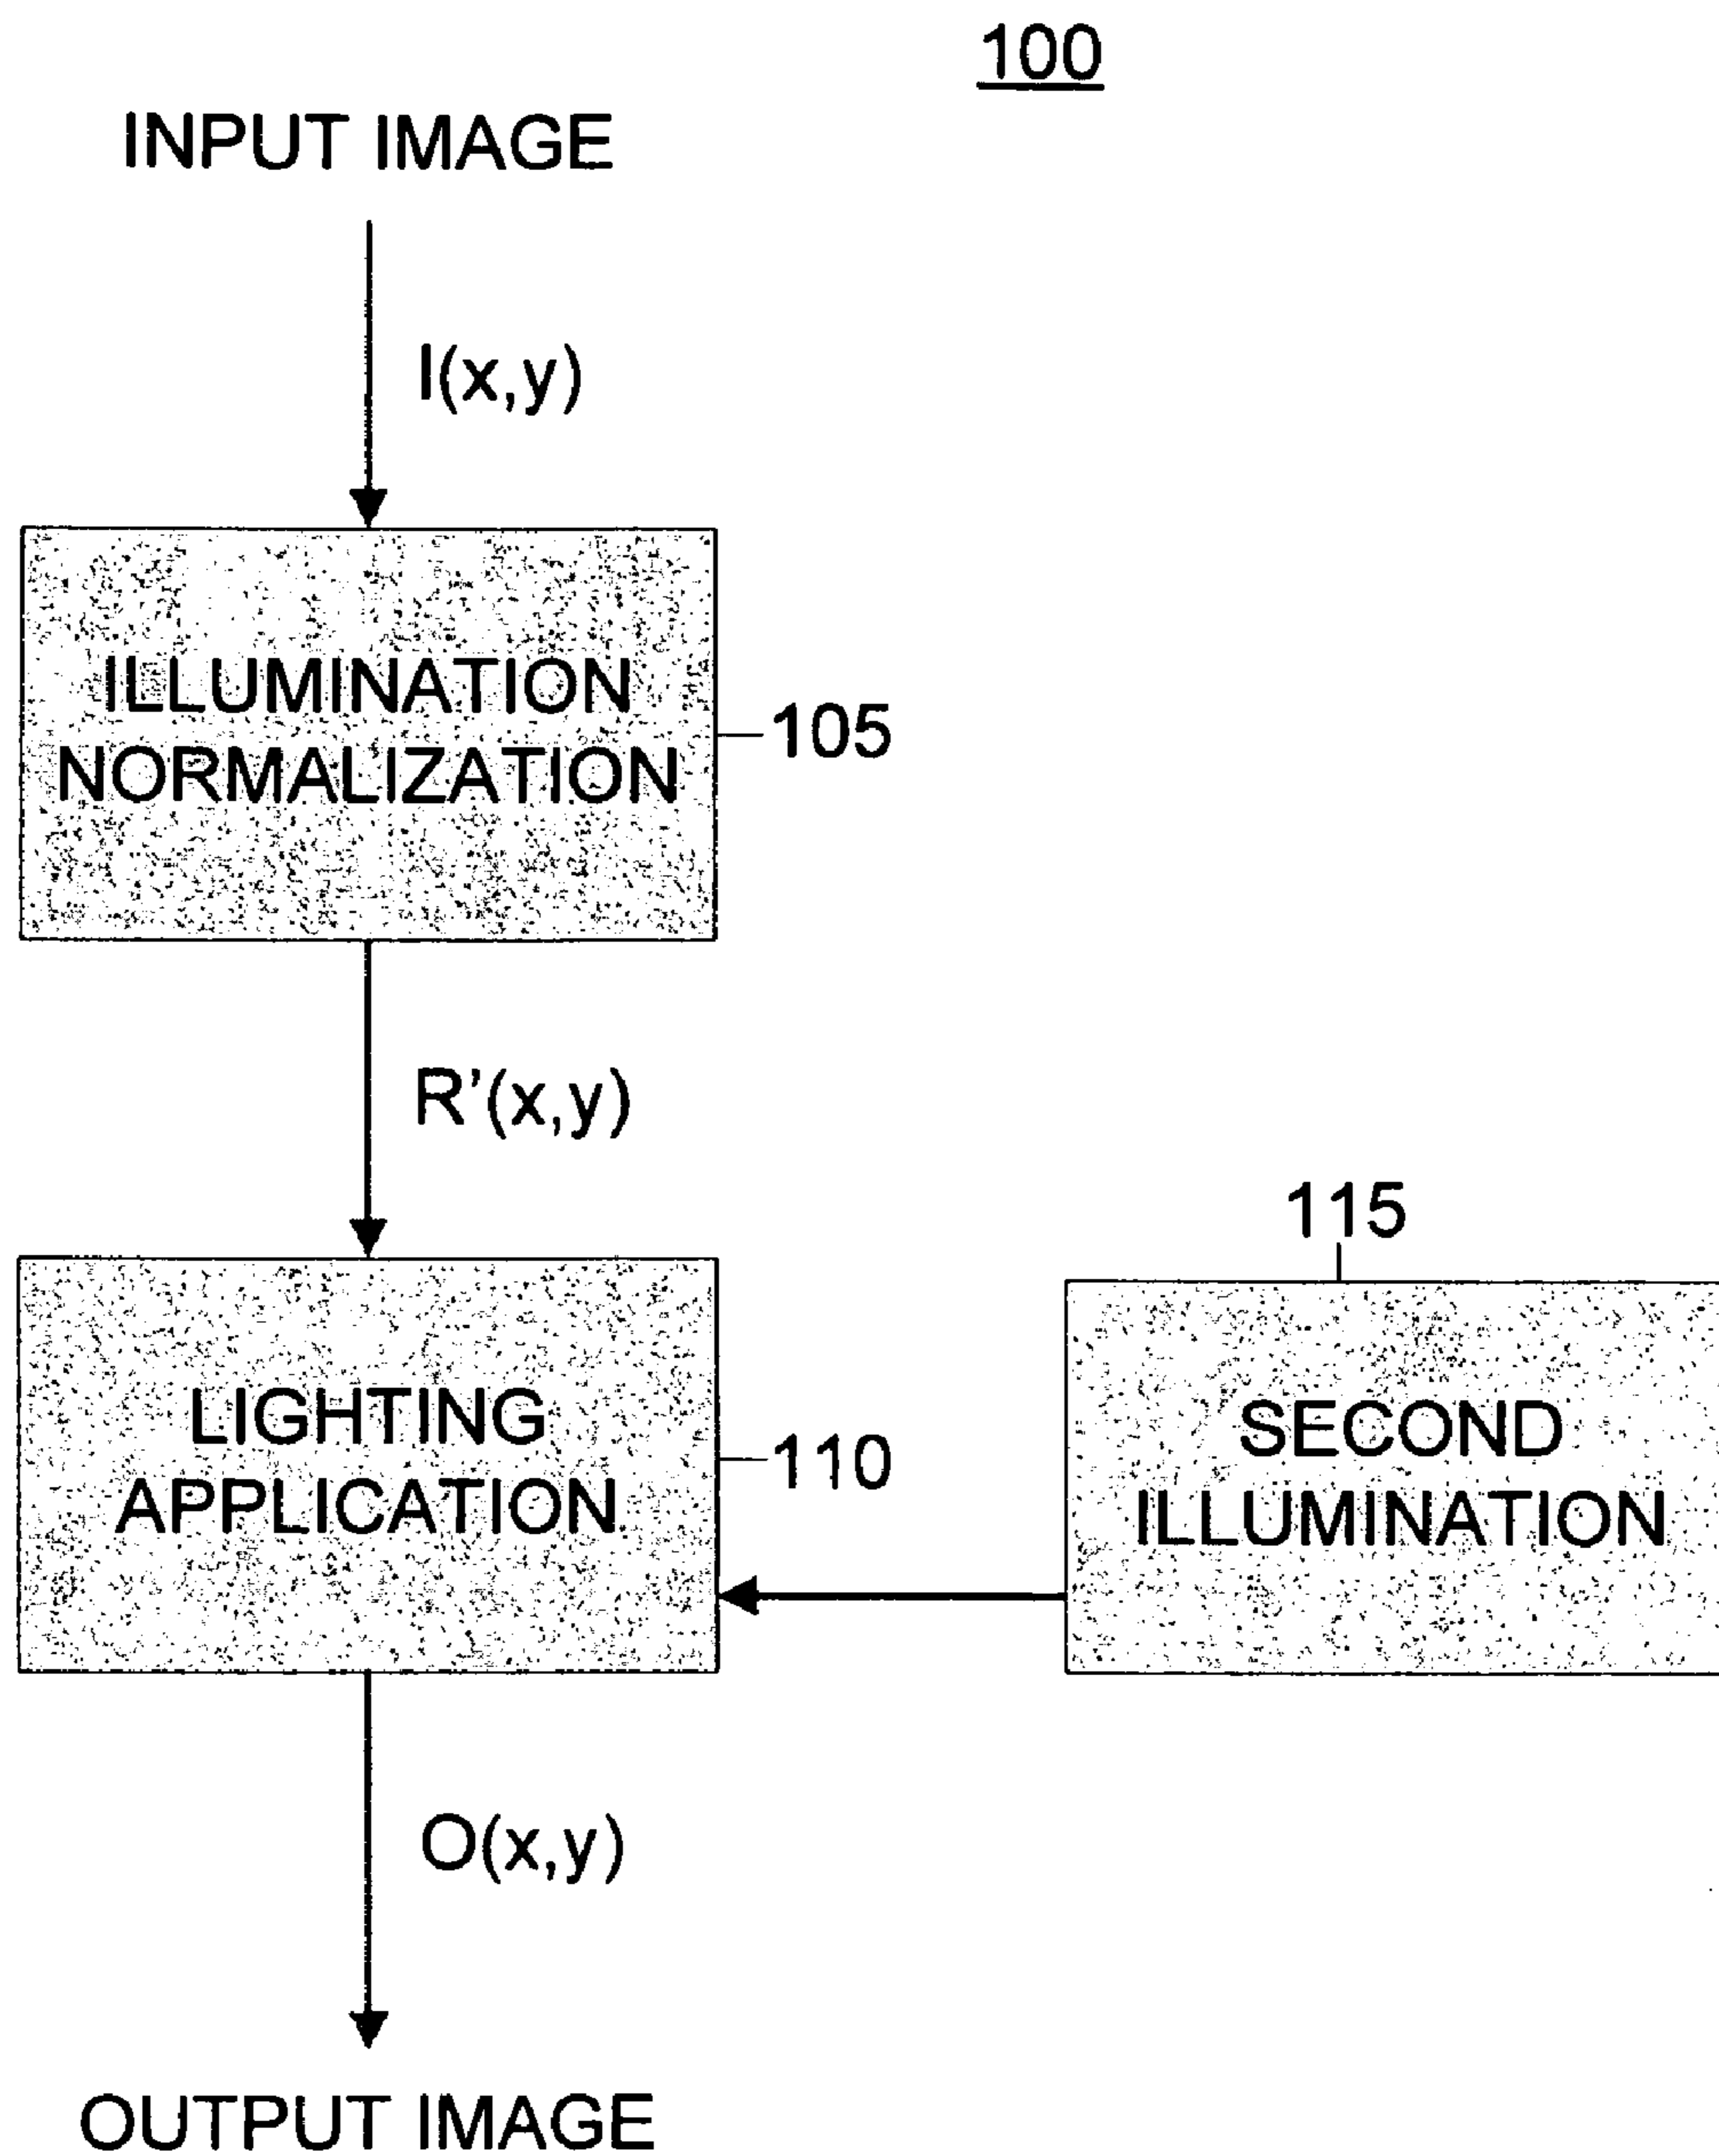 100
INPUT IMAGE
I(x,y)
ILLUMINATION
NORMALIZATION
105
R'(x,y)
115
LIGHTING
APPLICATION
110
SECOND
ILLUMINATION
O(x,y)
OUTPUT IMAGE